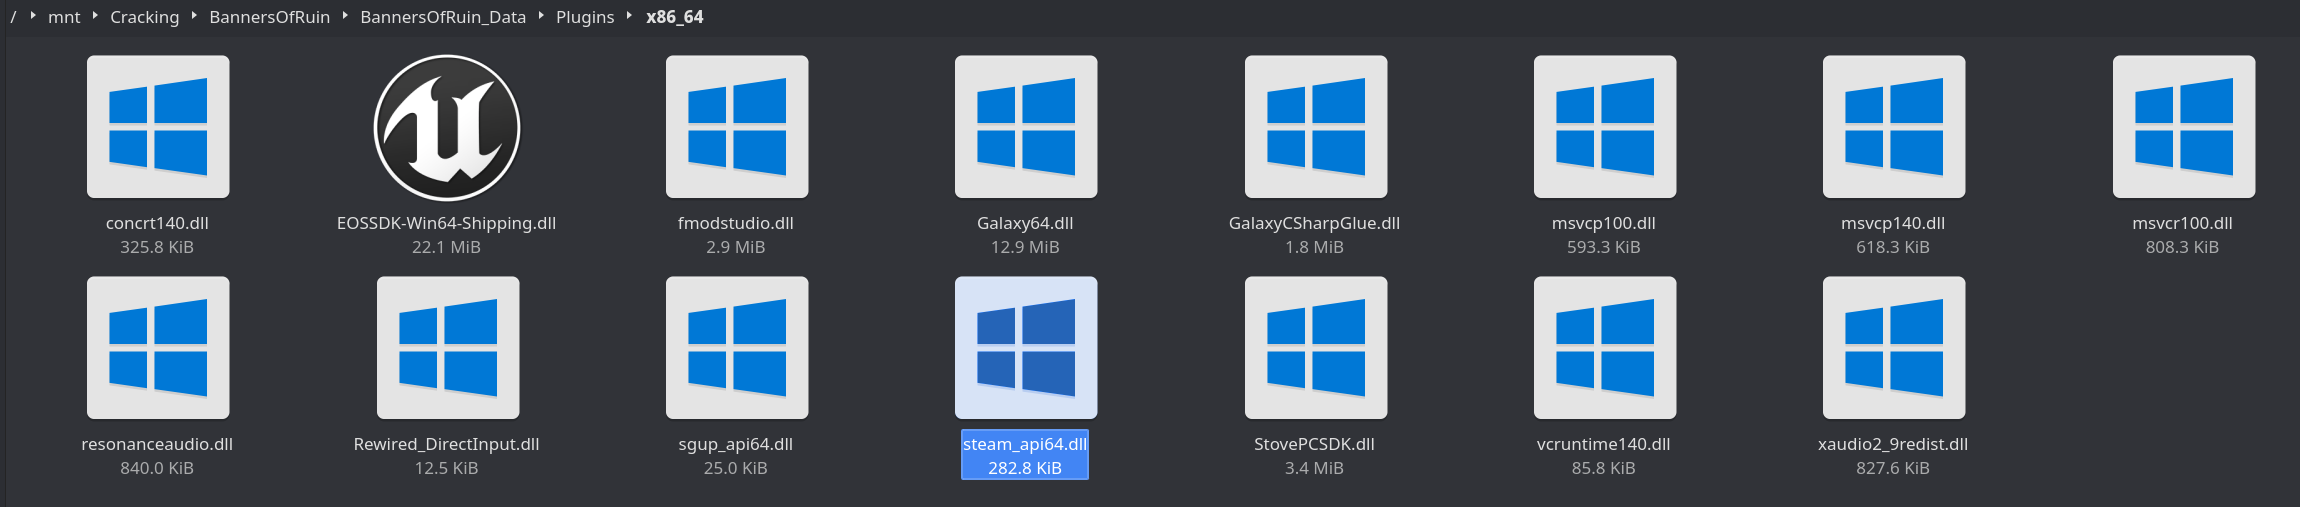 / mnt Cracking BannersOfRuin BannersOfRuin_Data Plugins x86_64
concrt140.dll EOSSDK-Win64-Shipping.dll fmodstudio.dll Galaxy64.dll GalaxyCSharpGlue.dll msvcp100.dll msvcp140.dll msvcr100.dll
325.8 KiB 22.1 MiB 2.9 MiB 12.9 MiB 1.8 MiB 593.3 KiB 618.3 KiB 808.3 KiB
resonanceaudio.dll Rewired_DirectInput.dll sgup_api64.dll steam_api64.dll StovePCSDK.dll vcruntime140.dll xaudio2_9redist.dll
840.0 KiB 12.5 KiB 25.0 KiB 282.8 KiB 3.4 MiB 85.8 KiB 827.6 KiB